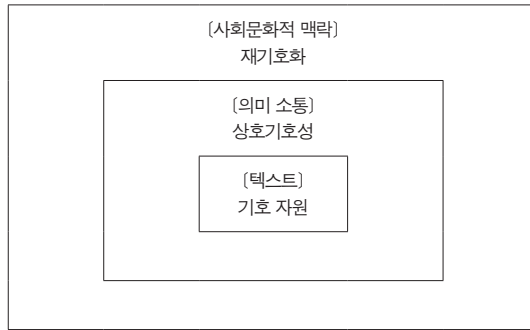 〔사회문화적 맥락〕
재기호화
〔의미 소통〕
상호기호성
〔텍스트〕
기호 자원